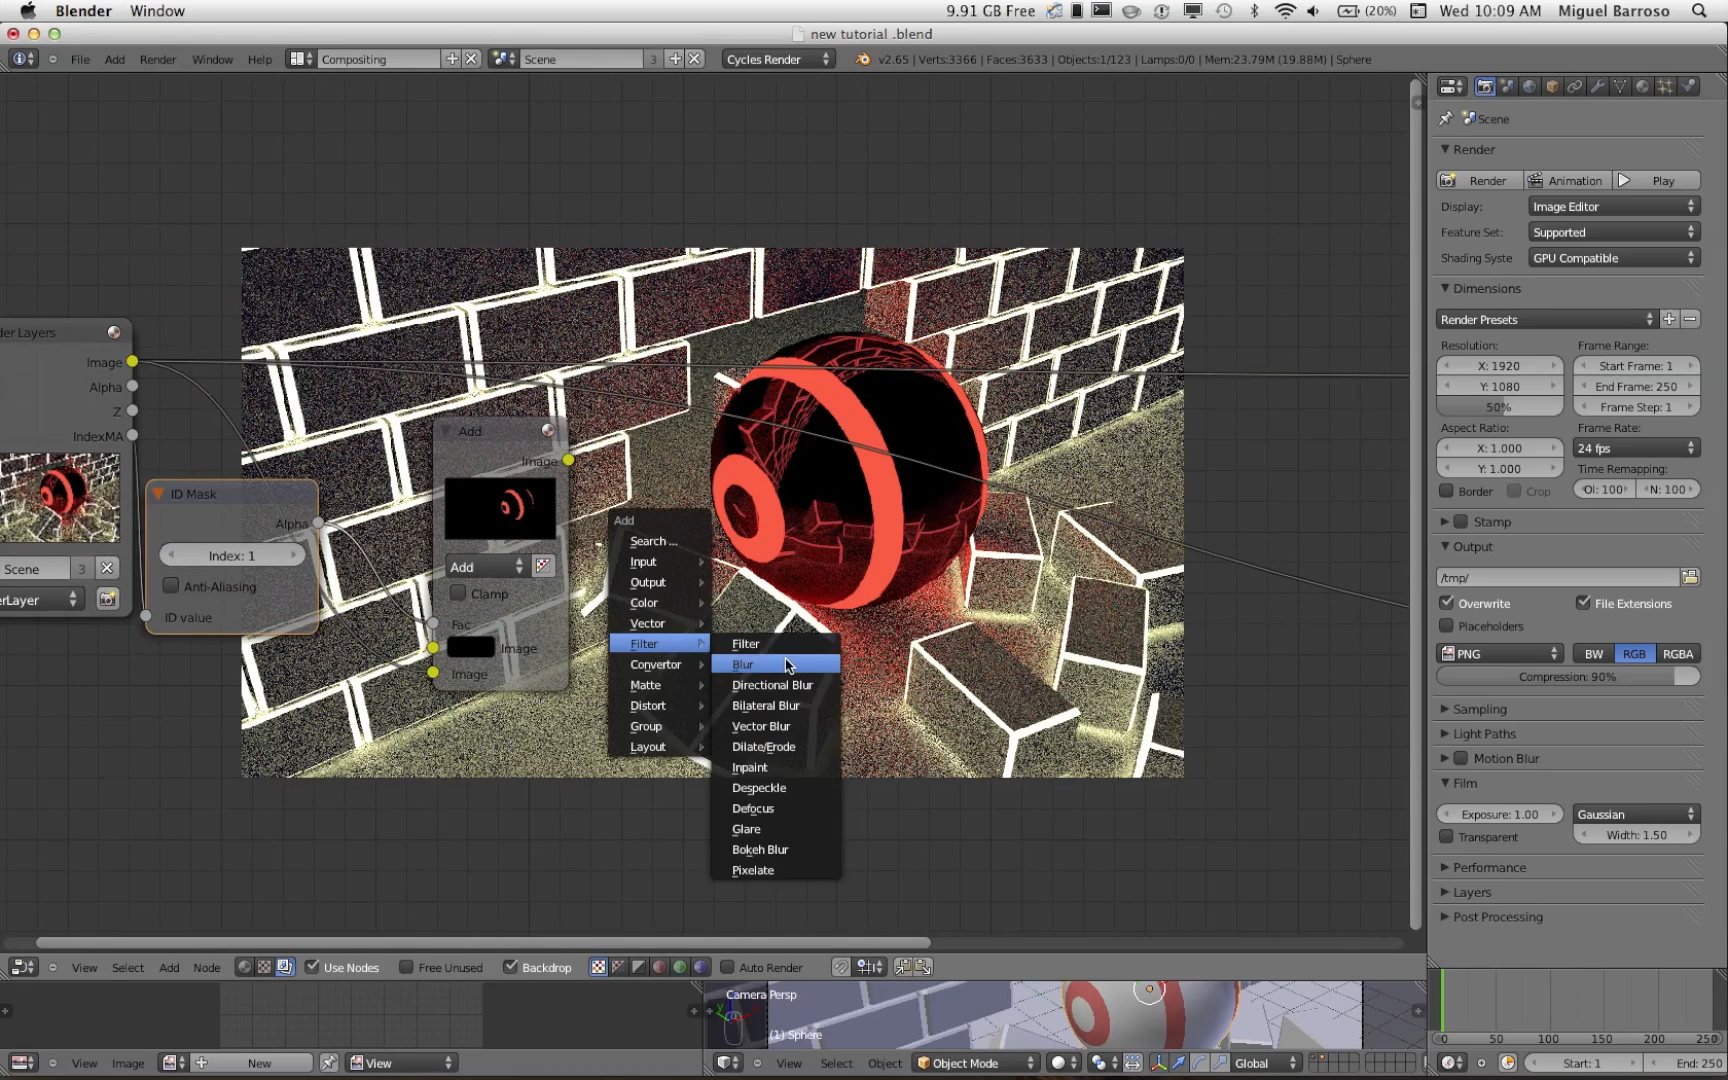 Blender Window 9.91 GB Free (20%) Wed 10:09 AM Miguel Barroso
new tutorial .blend
File Add Render Window Help Compositing Scene 3 Cycles Render v2.65 | Verts:3366 | Faces:3633 | Objects:1/123 | Lamps:0/0 | Mem:23.79M (19.88M) | Sphere
Scene
Render
Render Animation Play
Display: Image Editor
Feature Set: Supported
Shading Syste GPU Compatible
Dimensions
Render Presets
Resolution: Frame Range:
X: 1920 Start Frame: 1
Y: 1080 End Frame: 250
50% Frame Step: 1
Aspect Ratio: Frame Rate:
X: 1.000 24 fps
Y: 1.000 Time Remapping:
Border Crop Ol: 100 N: 100
Stamp
Output
/tmp/
Overwrite File Extensions
Placeholders
PNG BW RGB RGBA
Compression: 90%
Sampling
Light Paths
Motion Blur
Film
Exposure: 1.00 Gaussian
Transparent Width: 1.50
Performance
Layers
Post Processing
der Layers
Image
Alpha
Z
IndexMA
Scene 3
erLayer
ID Mask
Alpha
Index: 1
Anti-Aliasing
ID value
Add
Image
Add
Clamp
Fac
Image
Image
Add
Search ...
Input
Output
Color
Vector
Filter
Convertor
Matte
Distort
Group
Layout
Filter
Blur
Directional Blur
Bilateral Blur
Vector Blur
Dilate/Erode
Inpaint
Despeckle
Defocus
Glare
Bokeh Blur
Pixelate
View Select Add Node Use Nodes Free Unused Backdrop Auto Render
Camera Persp
(1) Sphere
0 50 100 150 200 250
View Image New View
View Select Object Object Mode Global
Start: 1 End: 250